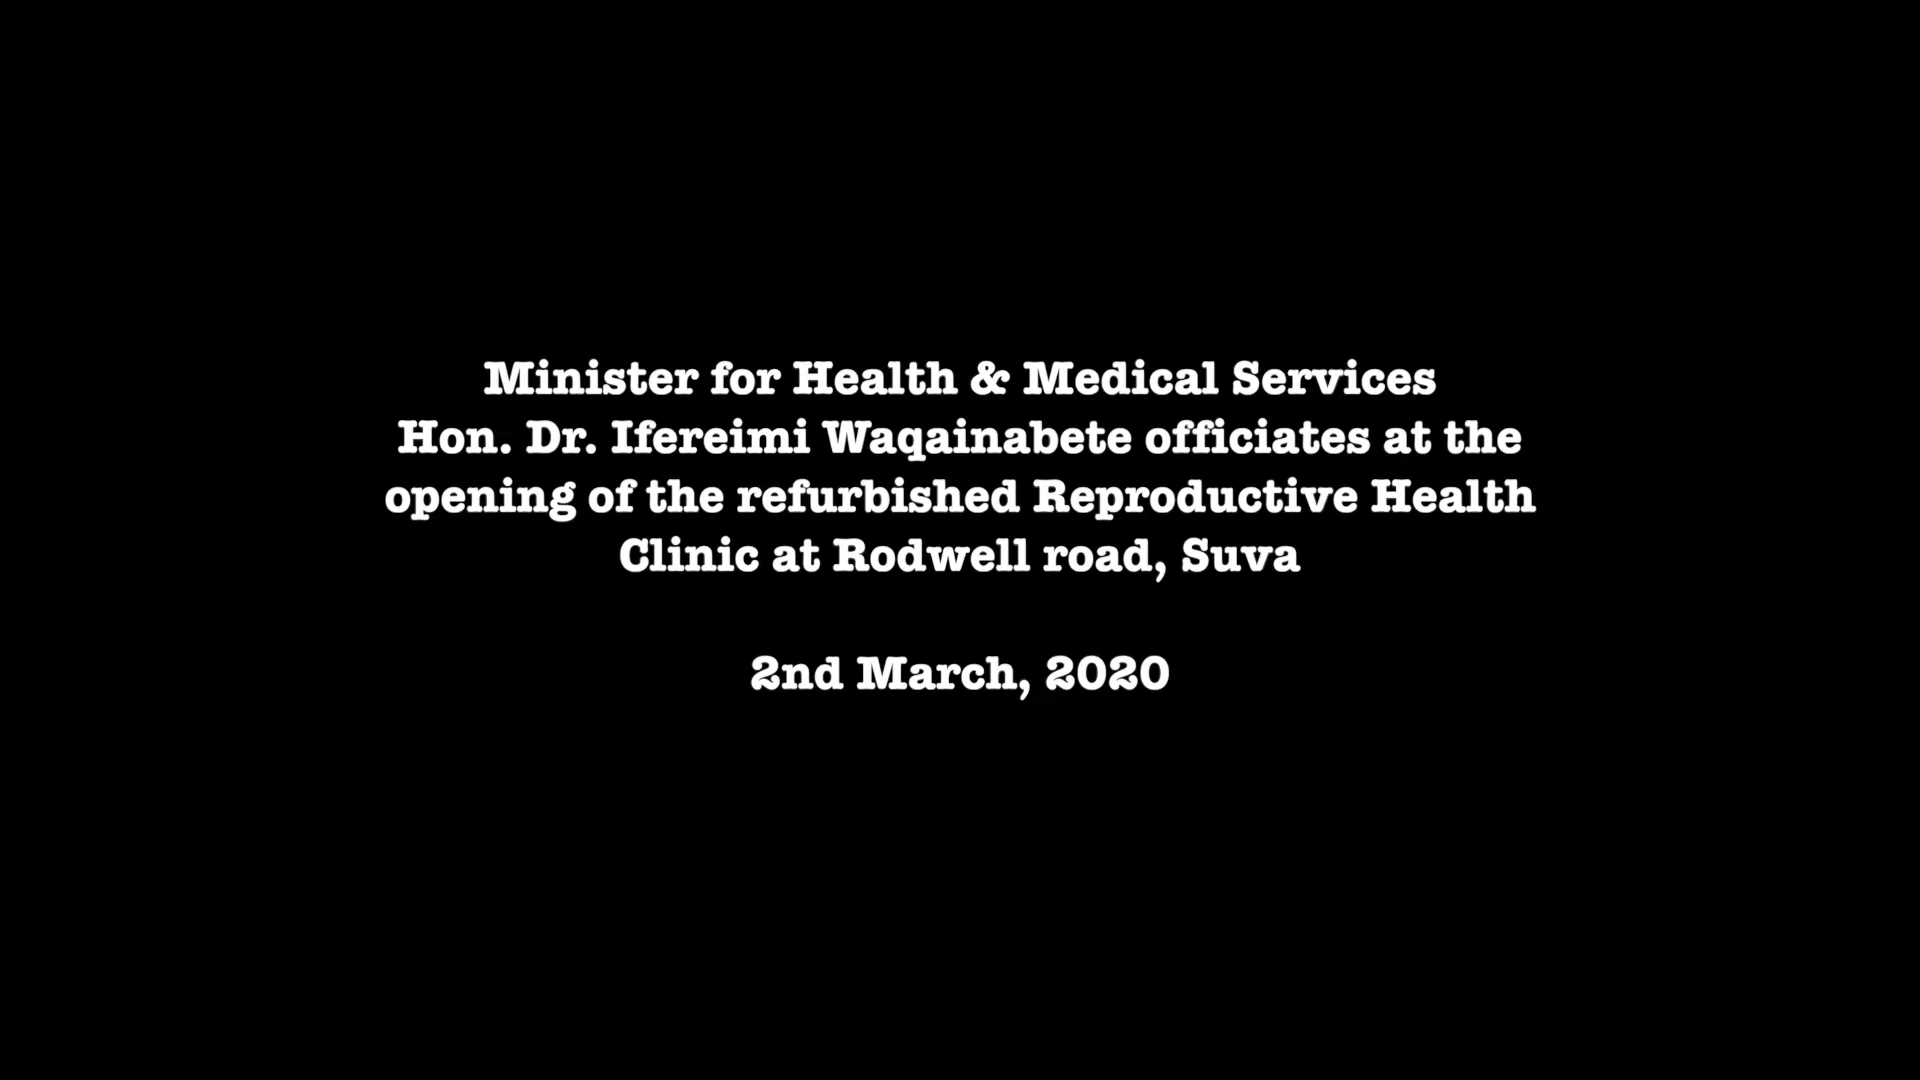 Minister for Health & Medical Services
Hon. Dr. Ifereimi Waqainabete officiates at the
opening of the refurbished Reproductive Health
Clinic at Rodwell road, Suva
2nd March, 2020